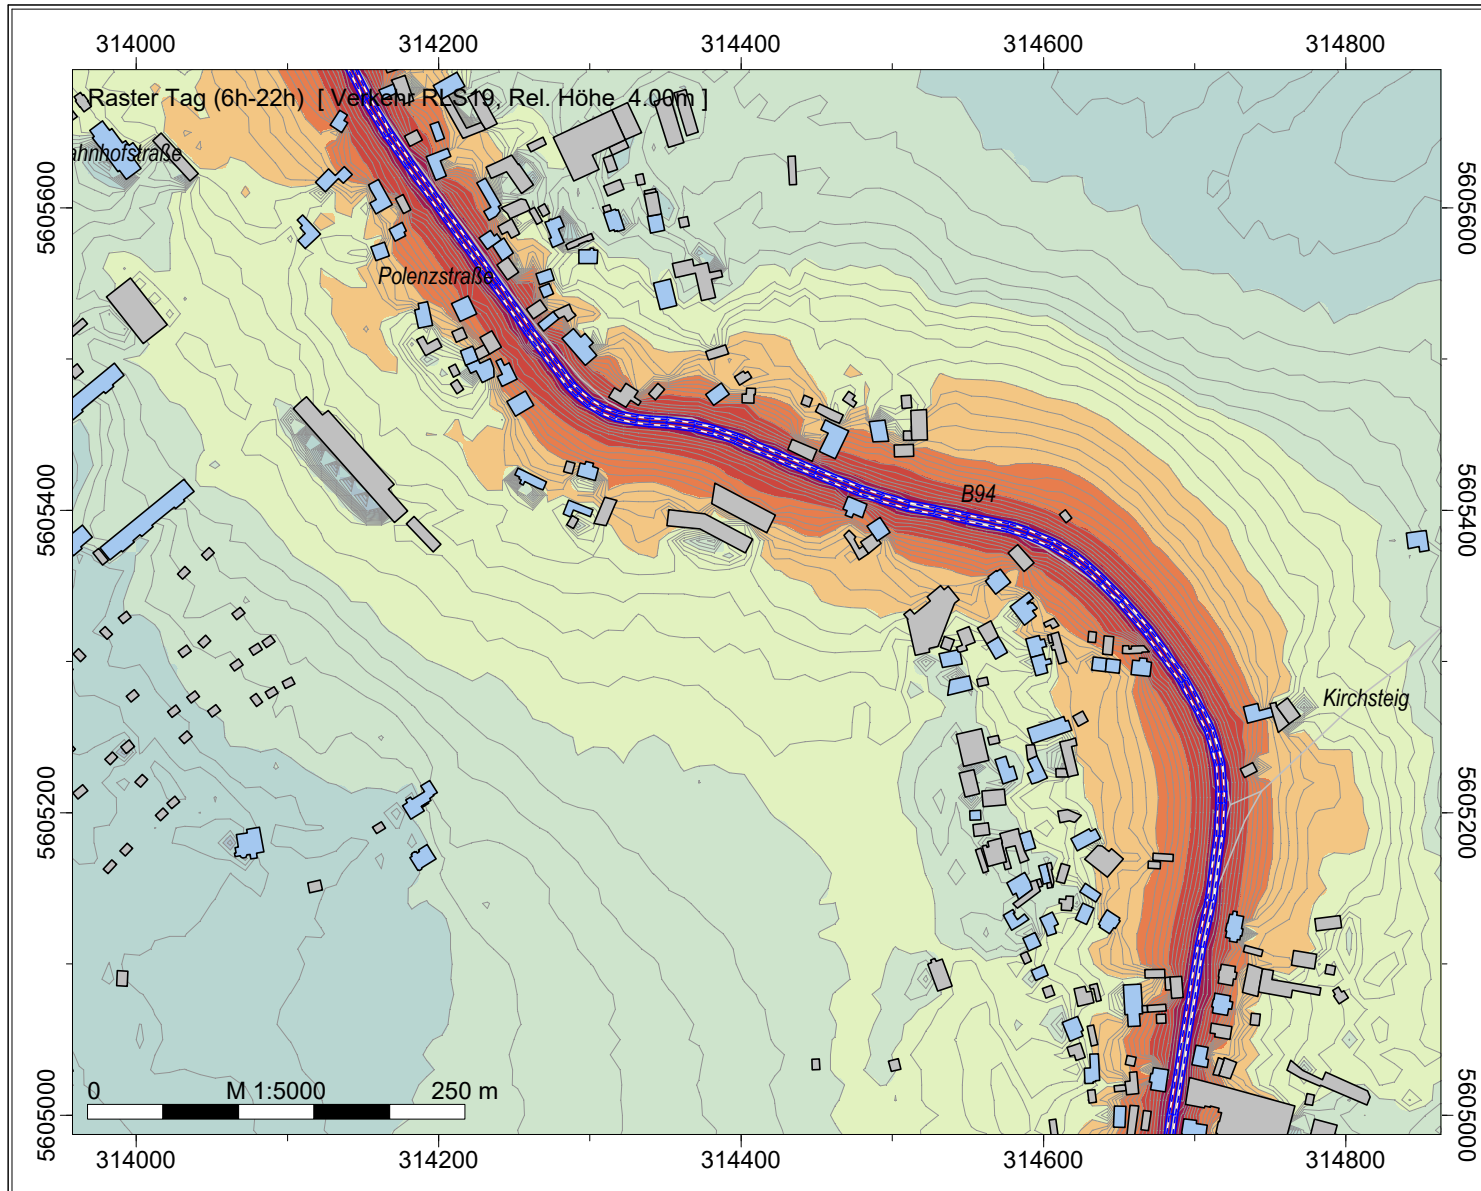 314000 314200 314400 314600 314800
Raster Tag (6h-22h) [ Verkehr RLS19, Rel. Höhe 4.00m ]
ahnhofstraße
5605600 5605600
Polenzstraße
B94
5605400 5605400
Kirchsteig
5605200 5605200
0 M 1:5000 250 m
5605000 5605000
314000 314200 314400 314600 314800